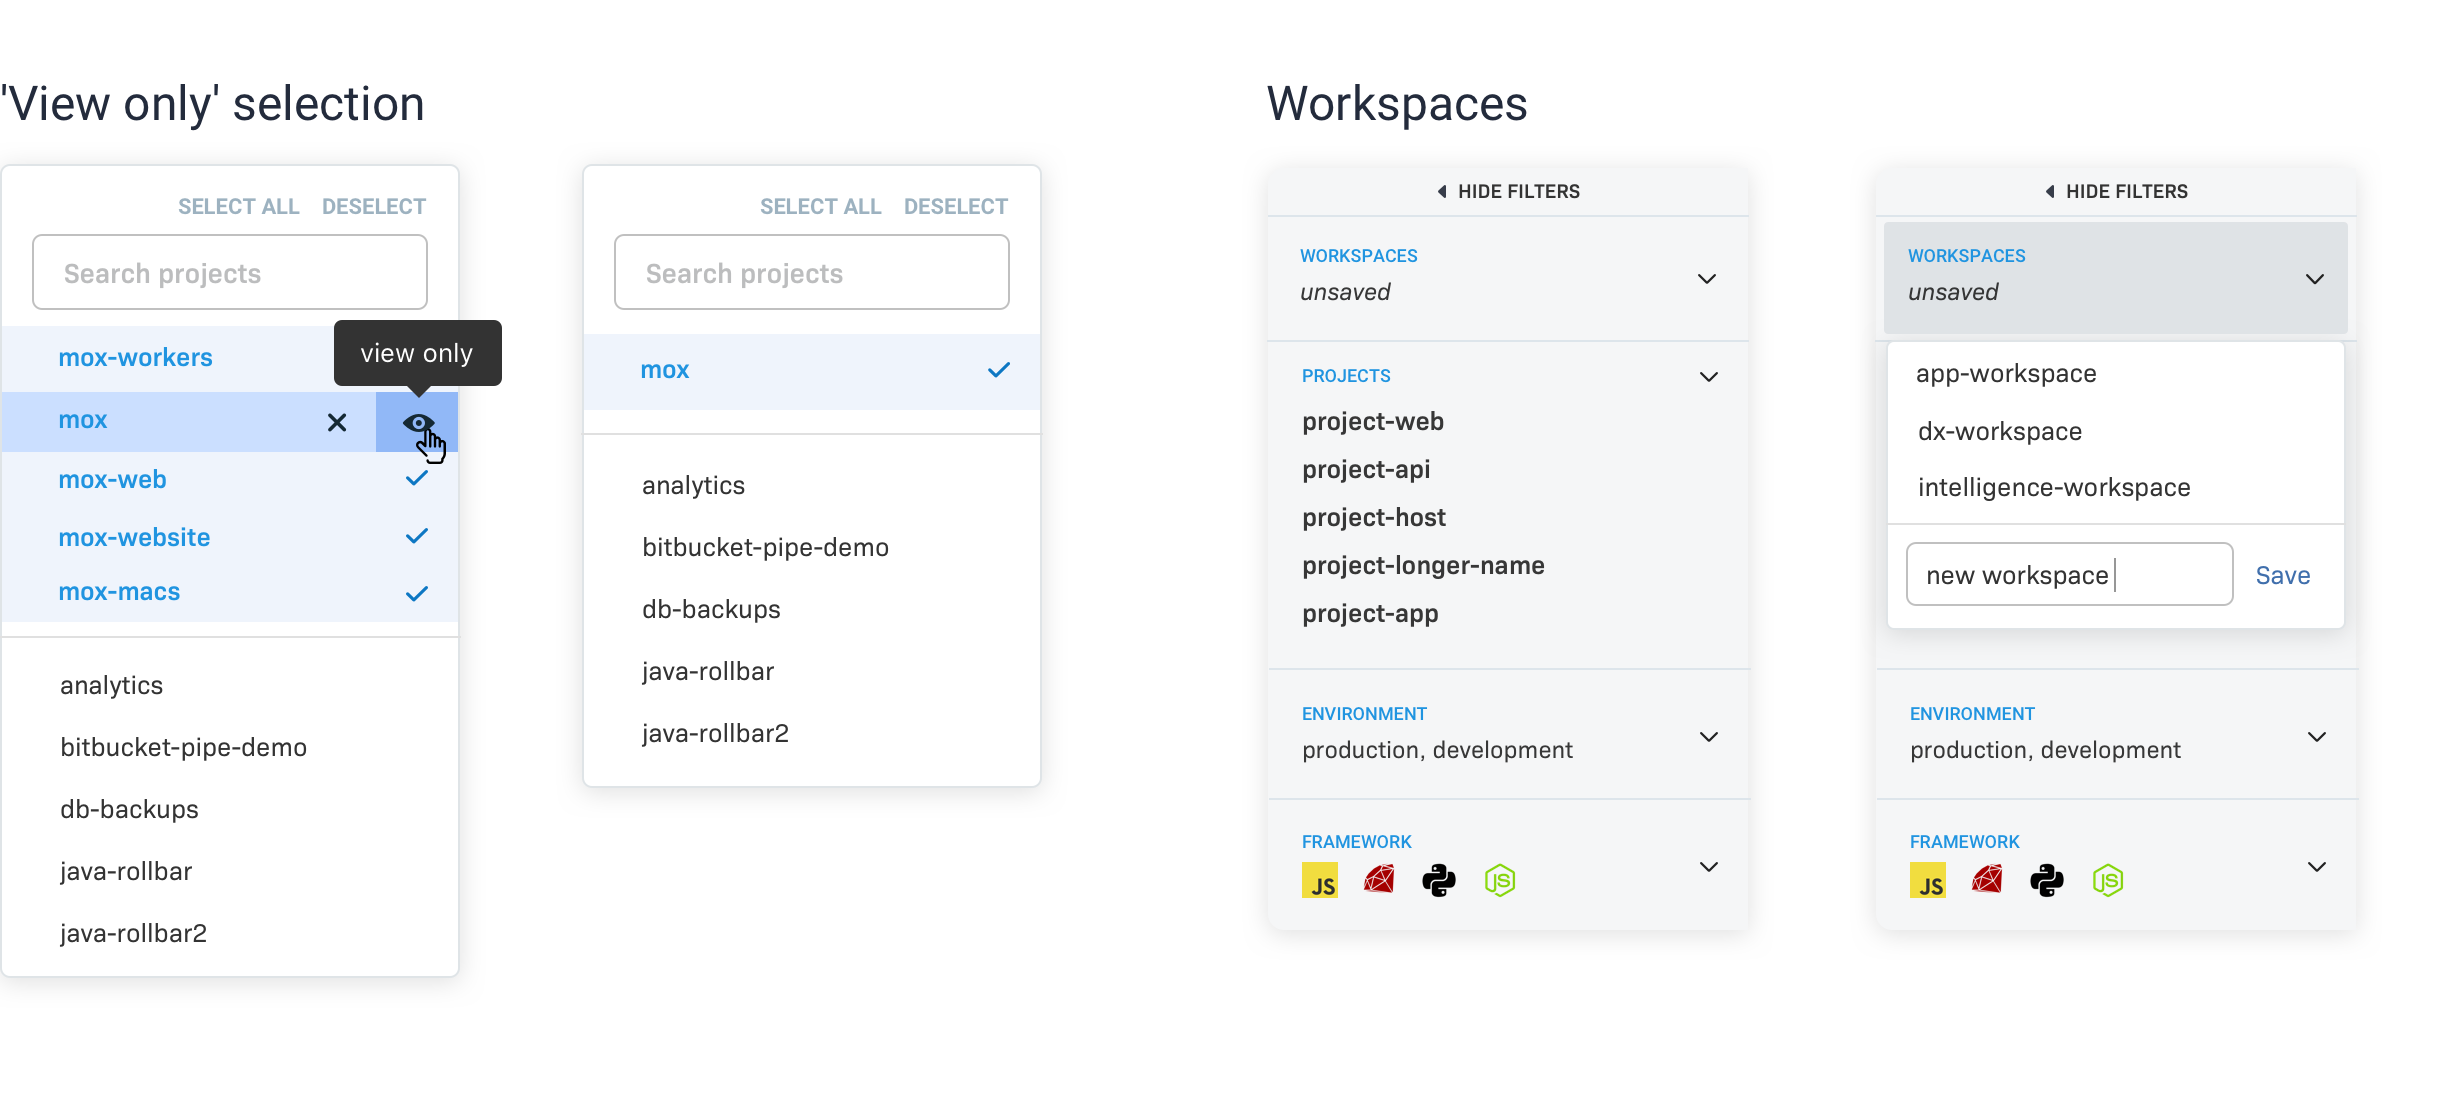 'View only' selection
SELECT ALL DESELECT
Search projects
view only
mox-workers
mox
mox-web
mox-website
mox-macs
analytics
bitbucket-pipe-demo
db-backups
java-rollbar
java-rollbar2
SELECT ALL DESELECT
Search projects
mox
analytics
bitbucket-pipe-demo
db-backups
java-rollbar
java-rollbar2
Workspaces
HIDE FILTERS
WORKSPACES
unsaved
PROJECTS
project-web
project-api
project-host
project-longer-name
project-app
ENVIRONMENT
production, development
FRAMEWORK
JS JS
HIDE FILTERS
WORKSPACES
unsaved
app-workspace
dx-workspace
intelligence-workspace
new workspace Save
ENVIRONMENT
production, development
FRAMEWORK
JS JS